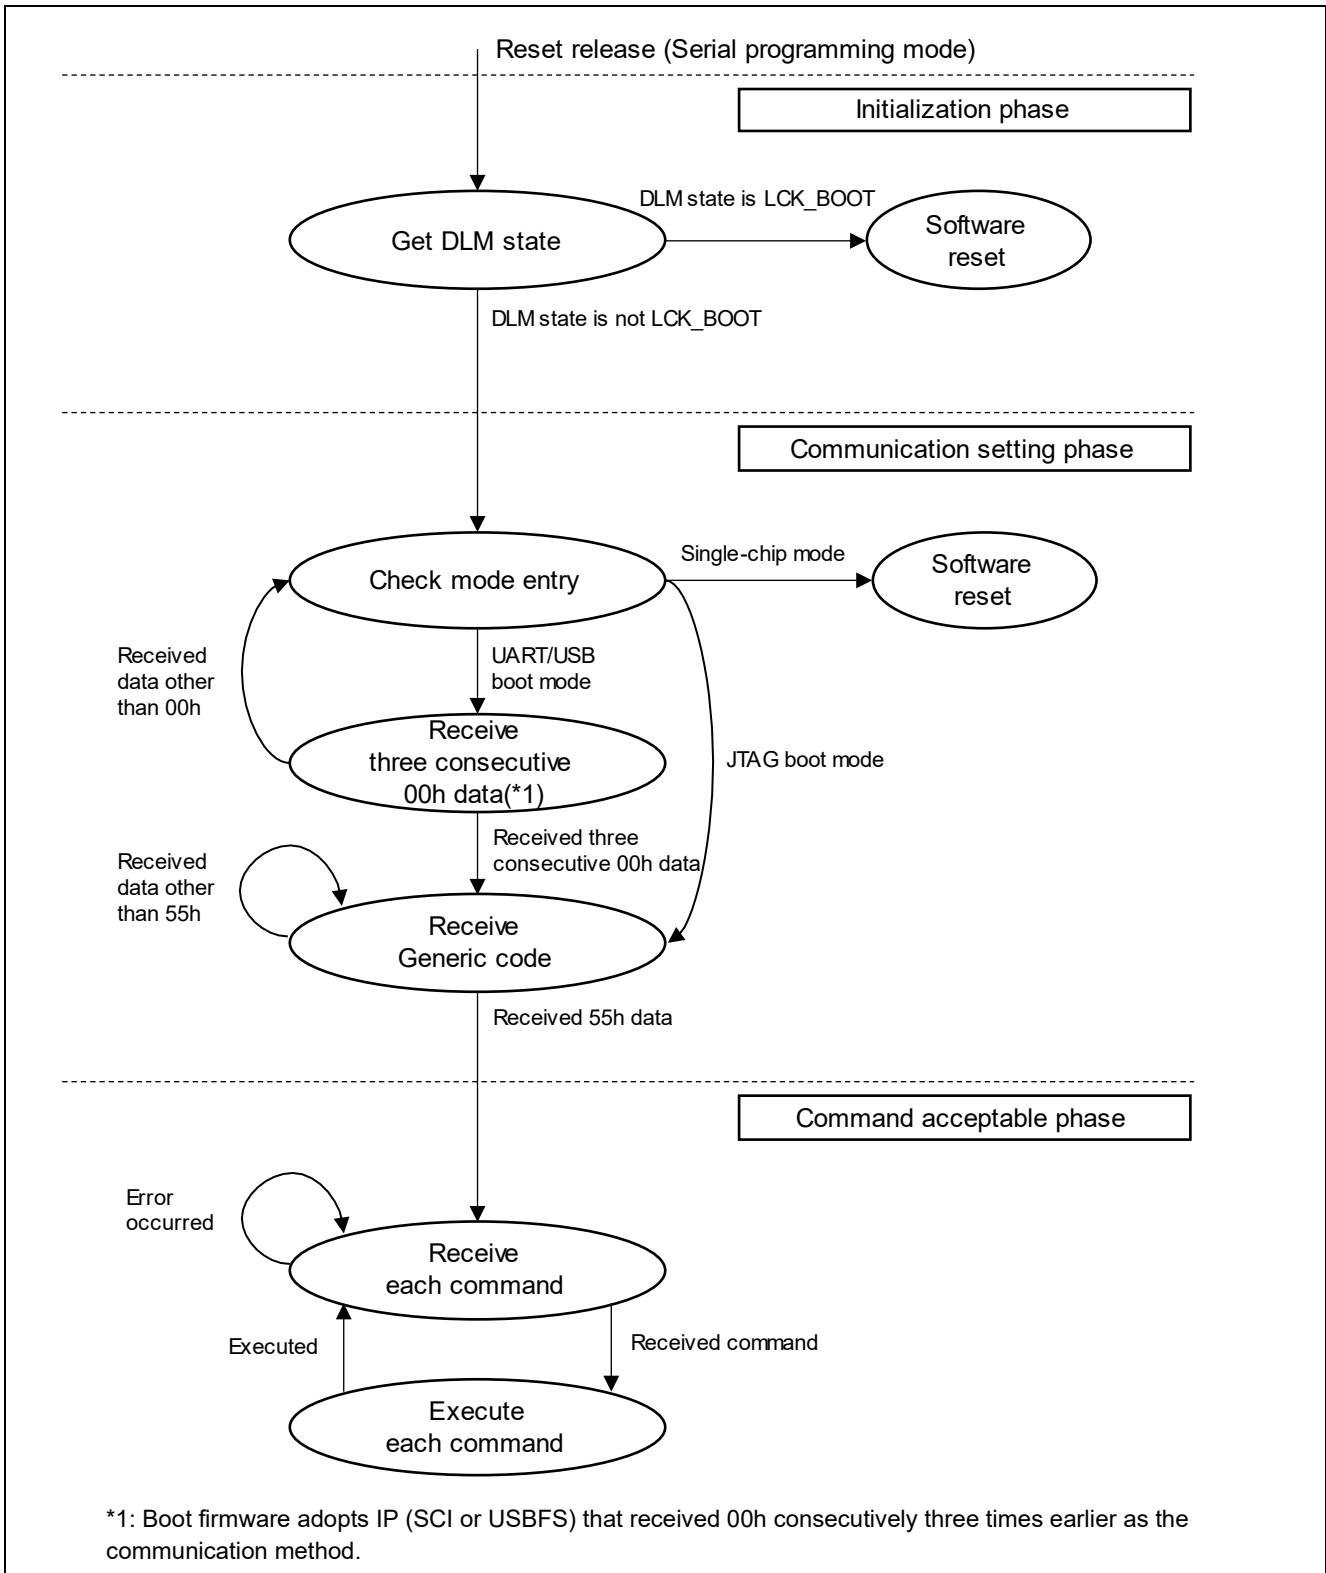 Reset release (Serial programming mode)
Initialization phase
DLM state is LCK_BOOT
Get DLM state
Software
reset
DLM state is not LCK_BOOT
Communication setting phase
Single-chip mode
Check mode entry
Software
reset
Received
data other
than 00h
UART/USB
boot mode
Receive
three consecutive
00h data(*1)
JTAG boot mode
Received three
consecutive 00h data
Received
data other
than 55h
Receive
Generic code
Received 55h data
Command acceptable phase
Error
occurred
Receive
each command
Executed
Received command
Execute
each command
*1: Boot firmware adopts IP (SCI or USBFS) that received 00h consecutively three times earlier as the
communication method.